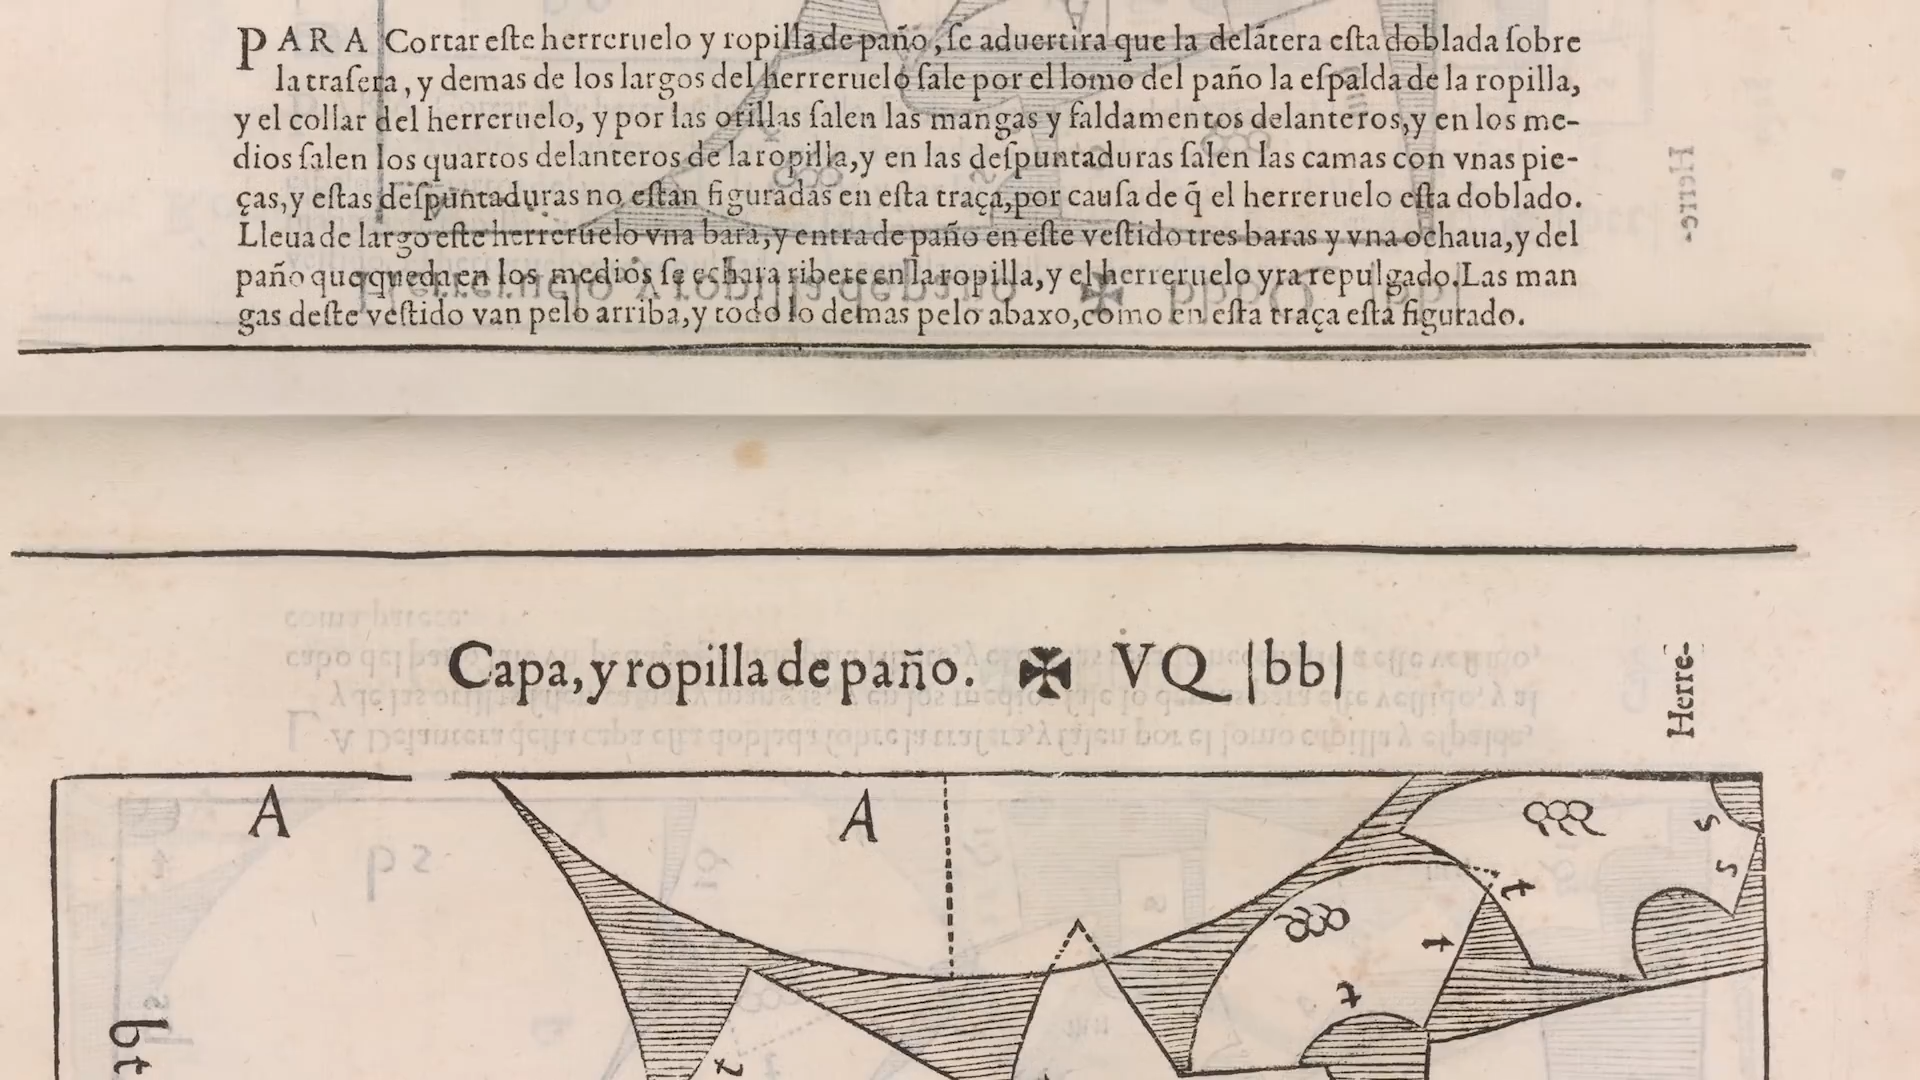 PARA Cortar eſte herreruelo y ropilla de paño, ſe aduertira que la delãtera eſta doblada ſobre
la traſera, y demas de los largos del herreruelo ſale por el lomo del paño la eſpalda de la ropilla,
y el collar del herreruelo, y por las orillas ſalen las mangas y faldamentos delanteros, y en los me-
dios ſalen los quartos delanteros de la ropilla, y en las deſpuntaduras ſalen las camas con vnas pie-
ças, y eſtas deſpuntaduras no eſtan figuradas en eſta traça, por cauſa de q̃ el herreruelo eſta doblado.
Lleua de largo eſte herreruelo vna bara, y entra de paño en eſte veſtido tres baras y vna ochaua, y del
paño que queda en los medios ſe echara ribete en la ropilla, y el herreruelo yra repulgado. Las man
gas deſte veſtido van pelo arriba, y todo lo demas pelo abaxo, como en eſta traça eſta figurado.
Capa, y ropilla de paño. ✠ VQ |bb|
Herre-
A
A
s
s
t
t
t
t
bt